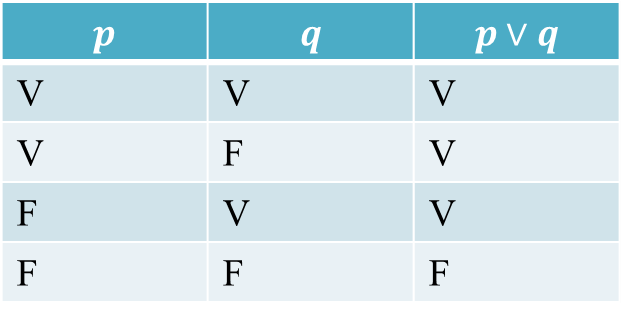 p q p ∨ q
V V V
V F V
F V V
F F F